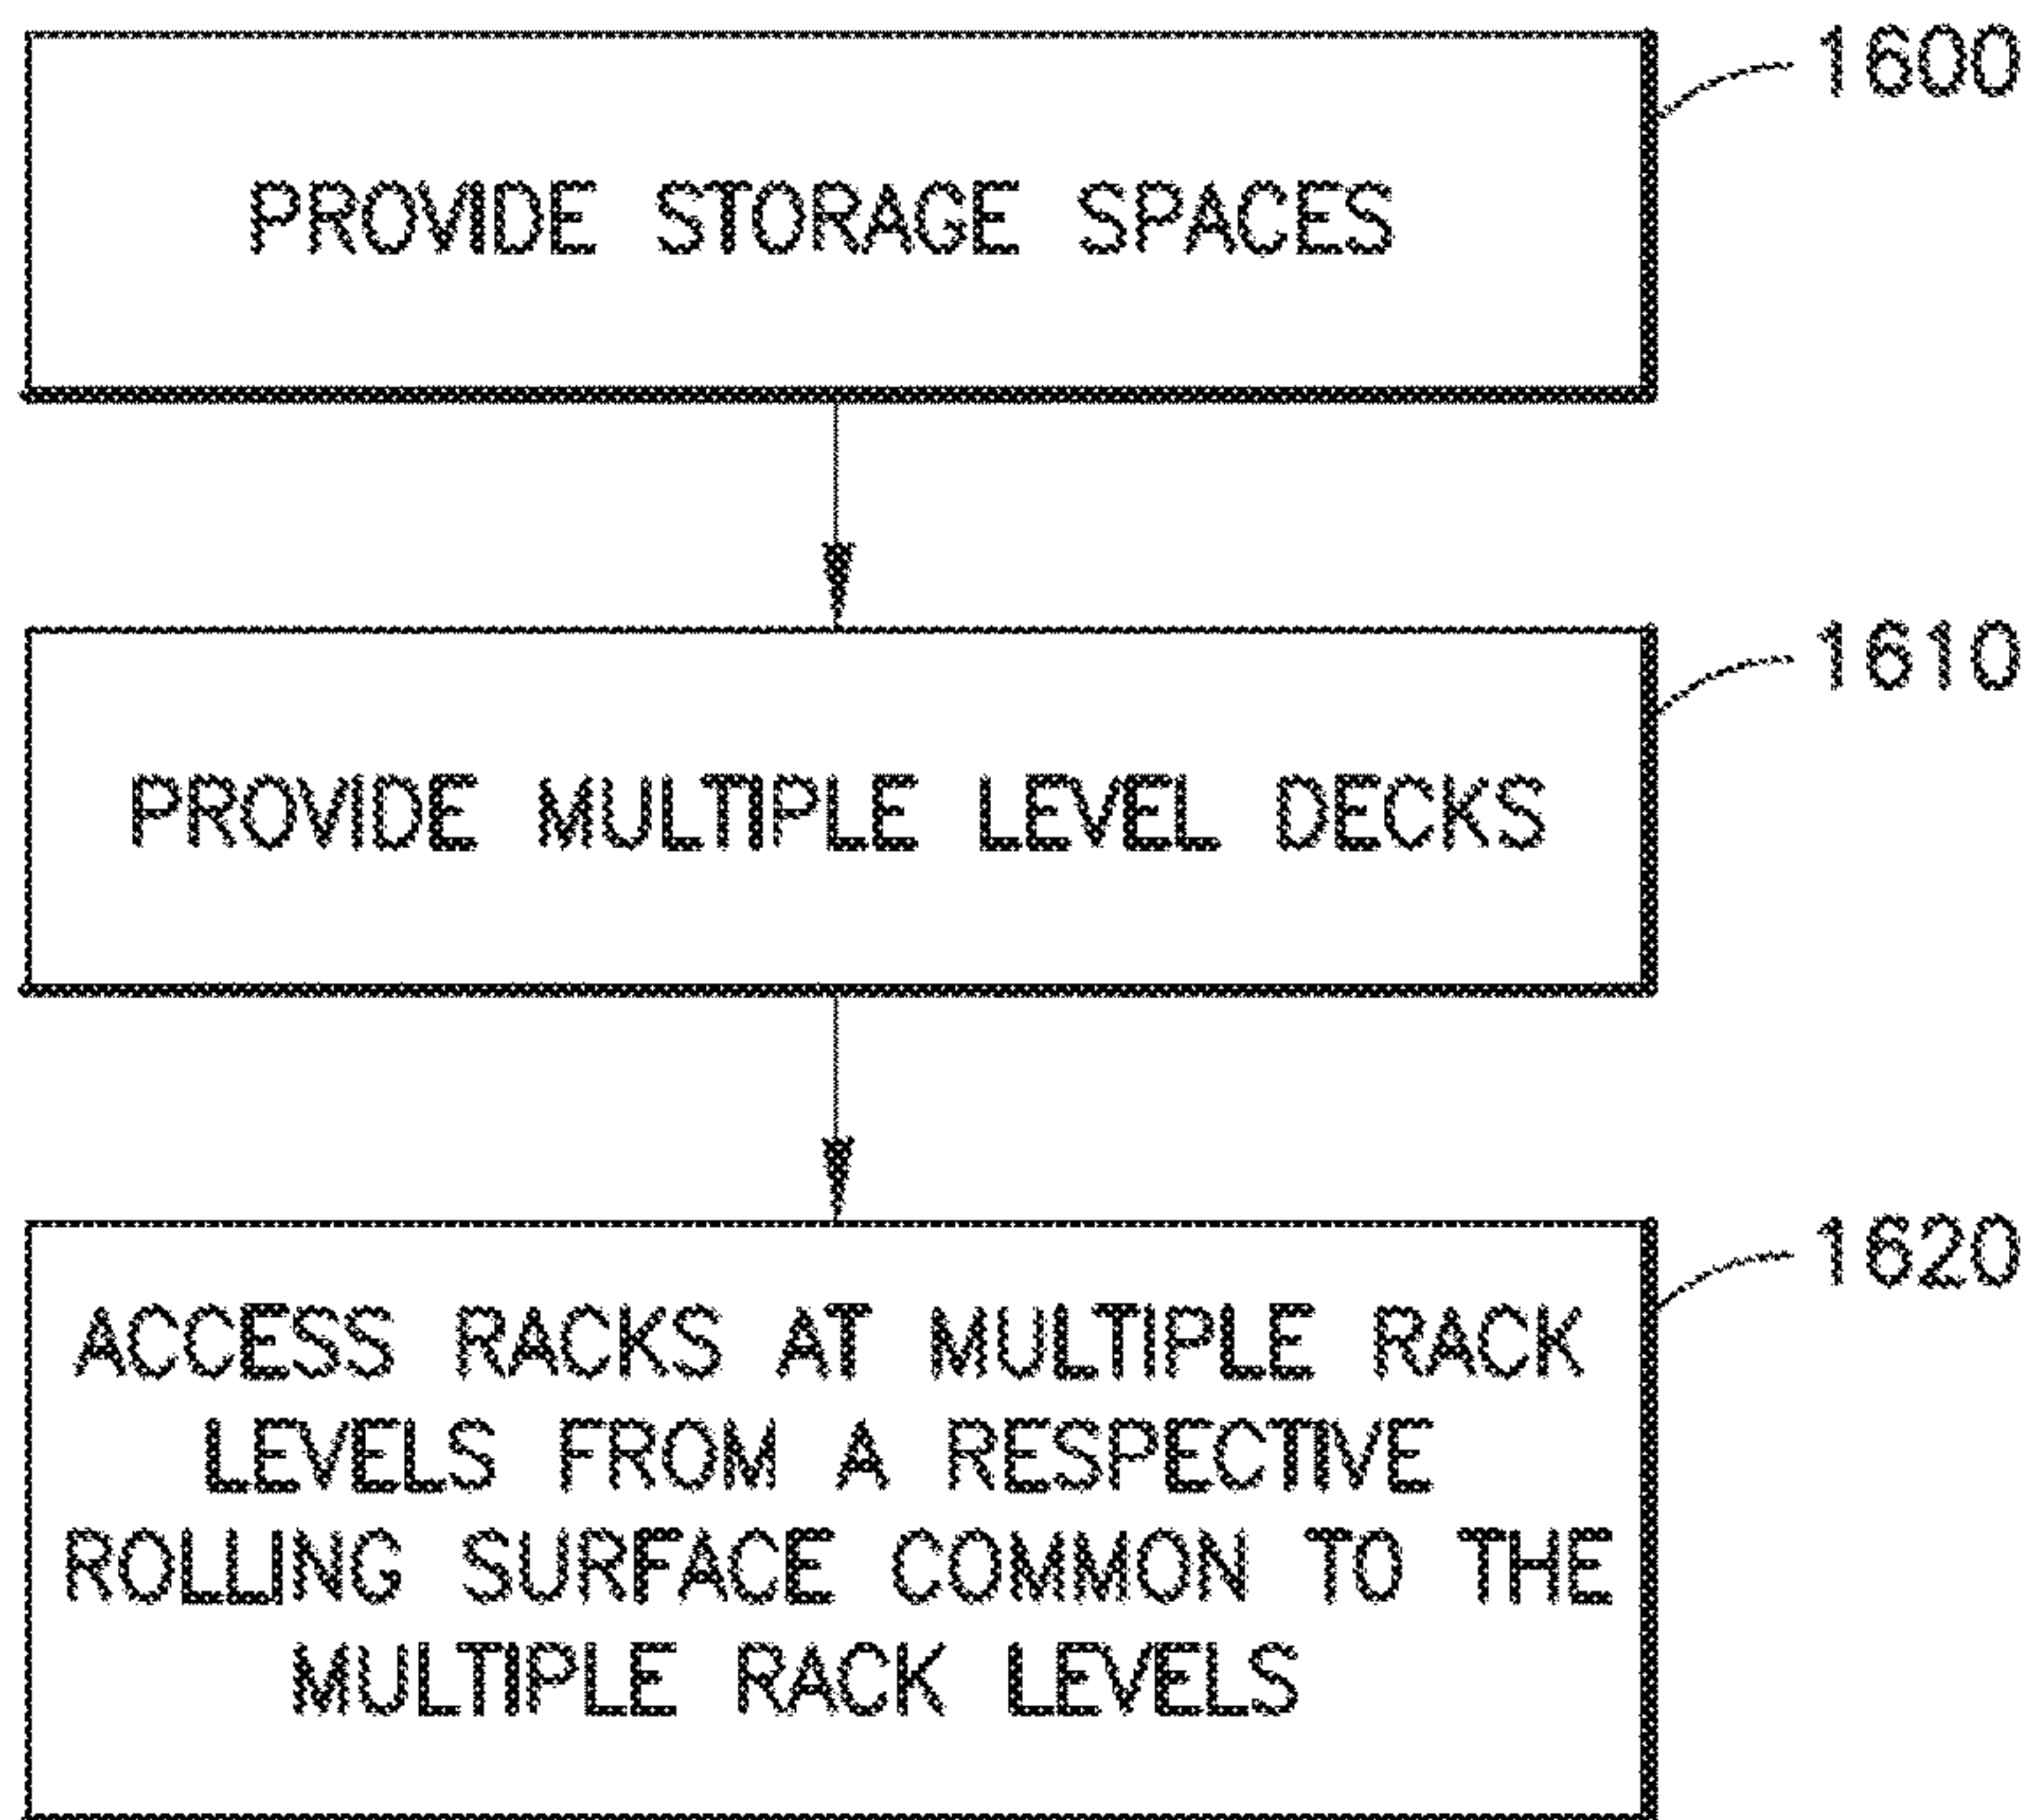 1600
PROVIDE STORAGE SPACES
1610
PROVIDE MULTIPLE LEVEL DECKS
1620
ACCESS RACKS AT MULTIPLE RACK
LEVELS FROM A RESPECTIVE
ROLLING SURFACE COMMON TO THE
MULTIPLE RACK LEVELS